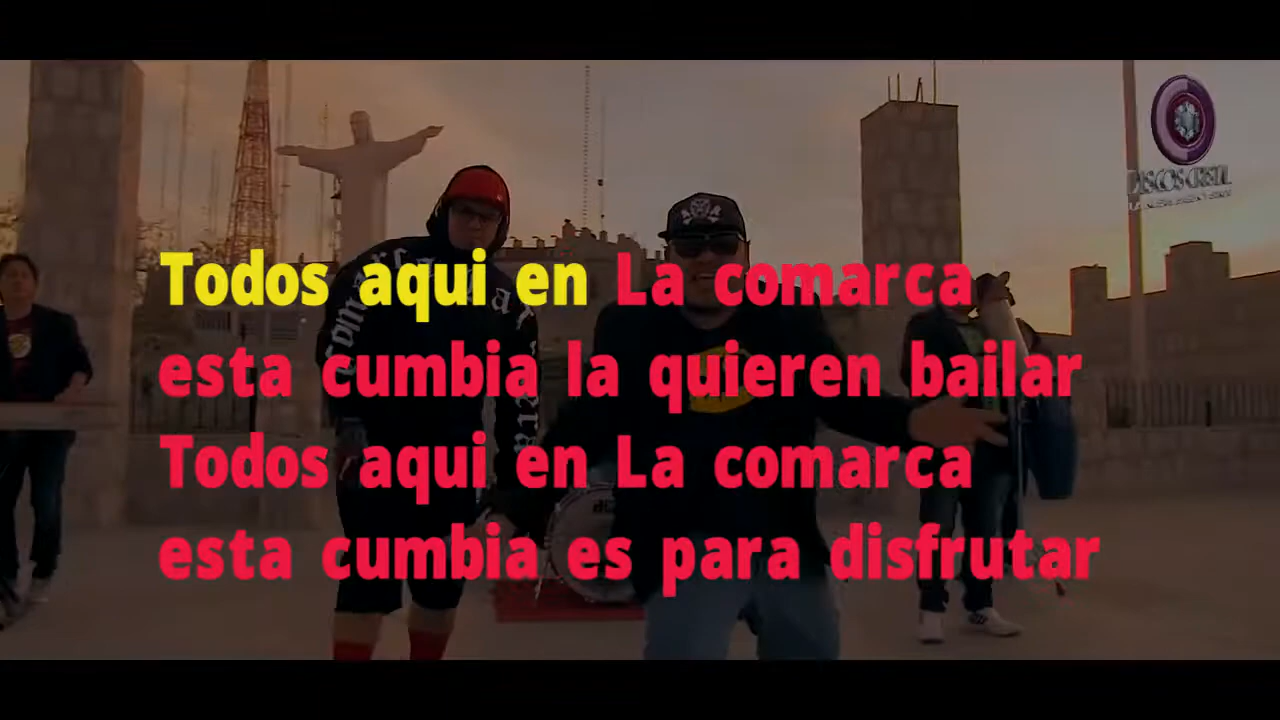 DISCOS CRISTAL
Todos aqui en La comarca
esta cumbia la quieren bailar
Todos aqui en La comarca
esta cumbia es para disfrutar